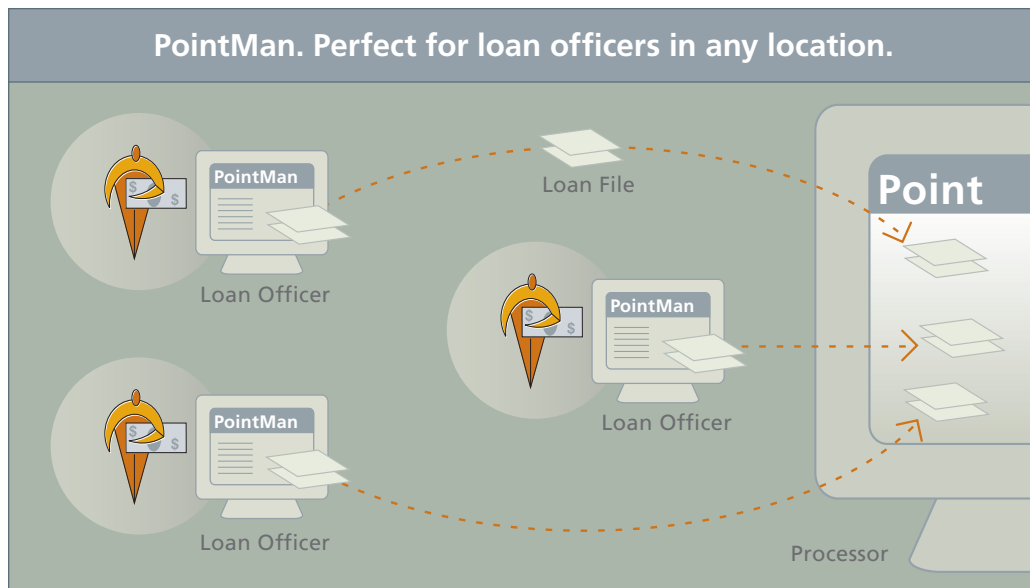 PointMan. Perfect for loan officers in any location.
PointMan
$
$
Loan Officer
Loan File
Point
PointMan
$
$
Loan Officer
PointMan
$
$
Loan Officer
Processor